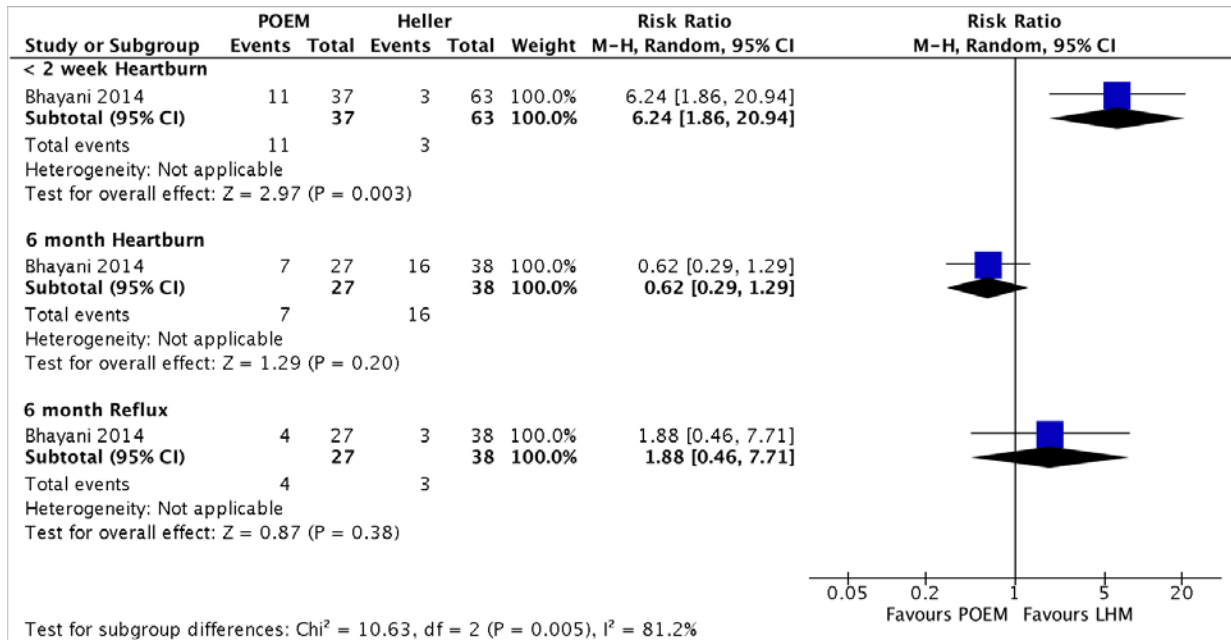 POEM Heller Risk Ratio Risk Ratio
Study or Subgroup Events Total Events Total Weight M-H, Random, 95% CI M-H, Random, 95% CI
< 2 week Heartburn
Bhayani 2014 11 37 3 63 100.0% 6.24 [1.86, 20.94]
Subtotal (95% CI) 37 63 100.0% 6.24 [1.86, 20.94]
Total events 11 3
Heterogeneity: Not applicable
Test for overall effect: Z = 2.97 (P = 0.003)
6 month Heartburn
Bhayani 2014 7 27 16 38 100.0% 0.62 [0.29, 1.29]
Subtotal (95% CI) 27 38 100.0% 0.62 [0.29, 1.29]
Total events 7 16
Heterogeneity: Not applicable
Test for overall effect: Z = 1.29 (P = 0.20)
6 month Reflux
Bhayani 2014 4 27 3 38 100.0% 1.88 [0.46, 7.71]
Subtotal (95% CI) 27 38 100.0% 1.88 [0.46, 7.71]
Total events 4 3
Heterogeneity: Not applicable
Test for overall effect: Z = 0.87 (P = 0.38)
0.05 0.2 1 5 20
Favours POEM Favours LHM
Test for subgroup differences: Chi² = 10.63, df = 2 (P = 0.005), I² = 81.2%